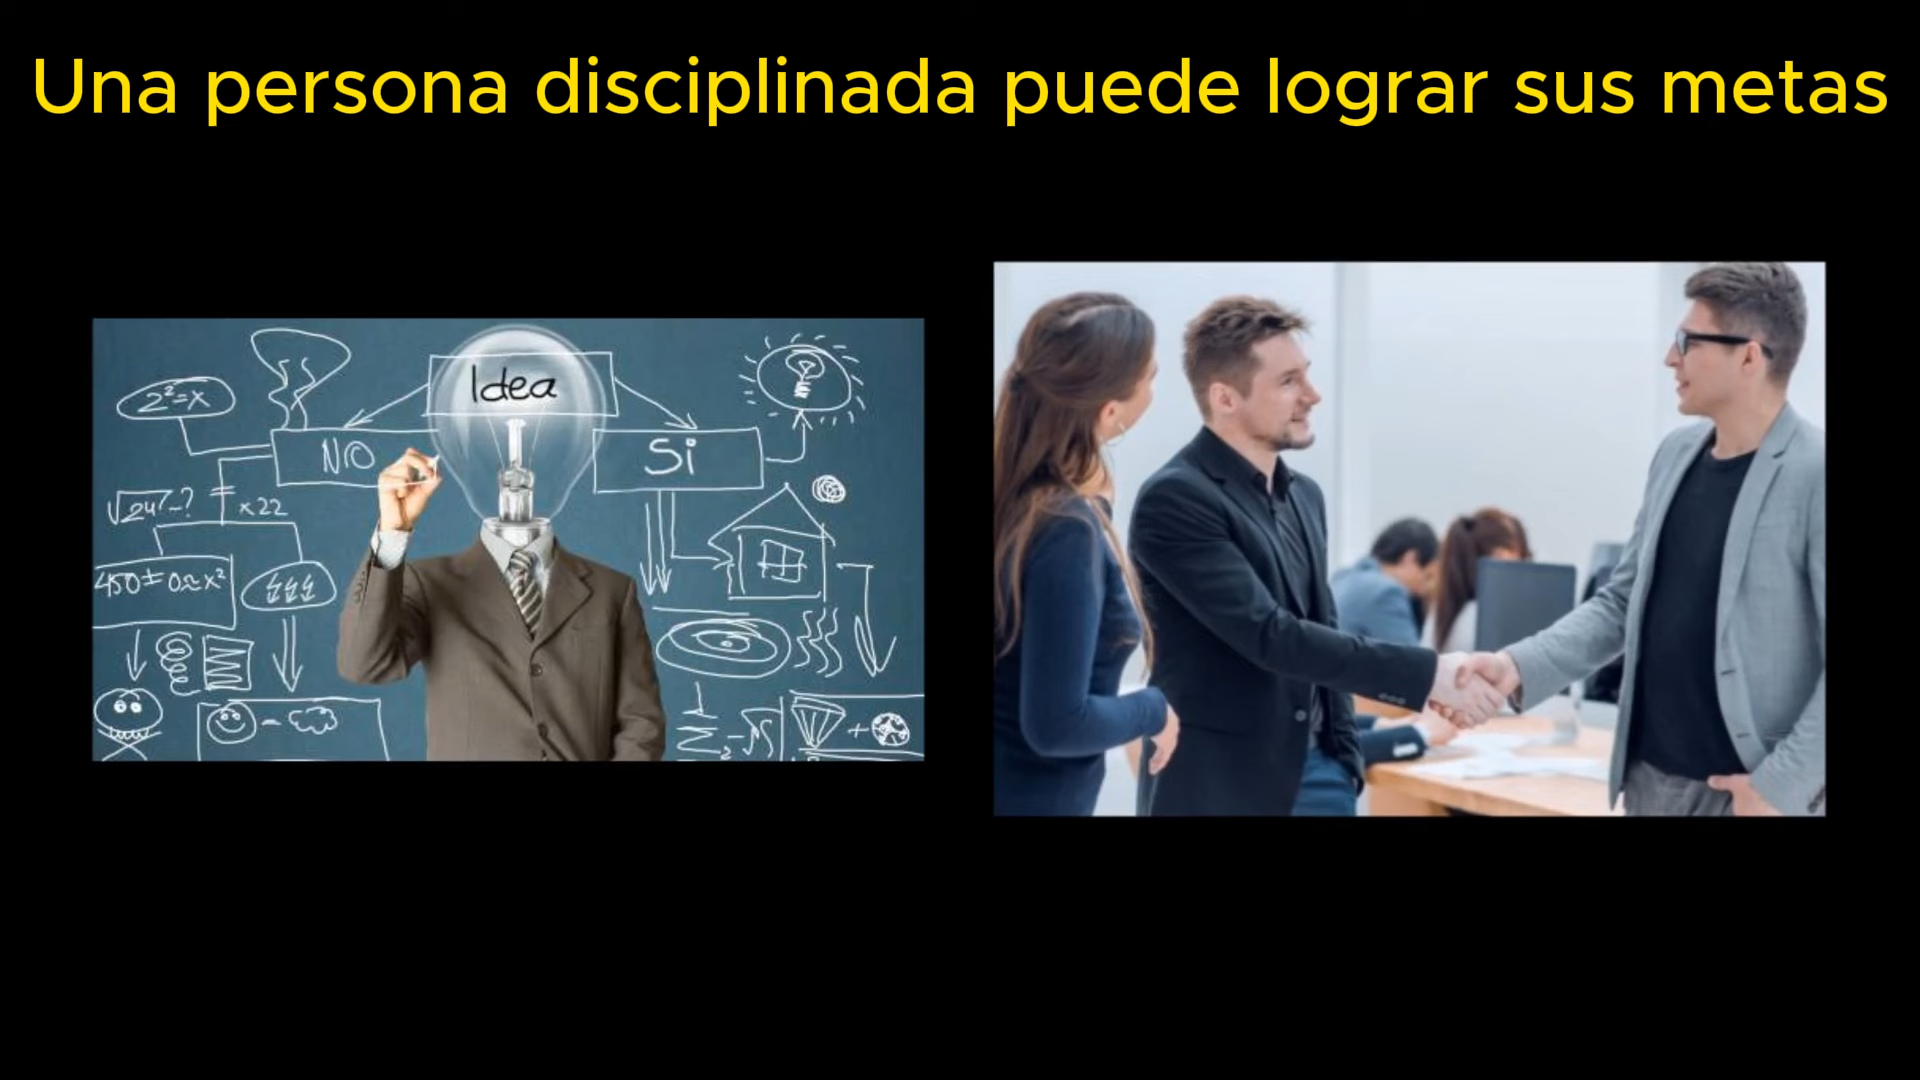 Una persona disciplinada puede lograr sus metas
Idea
NO
Si
2²=x
x22